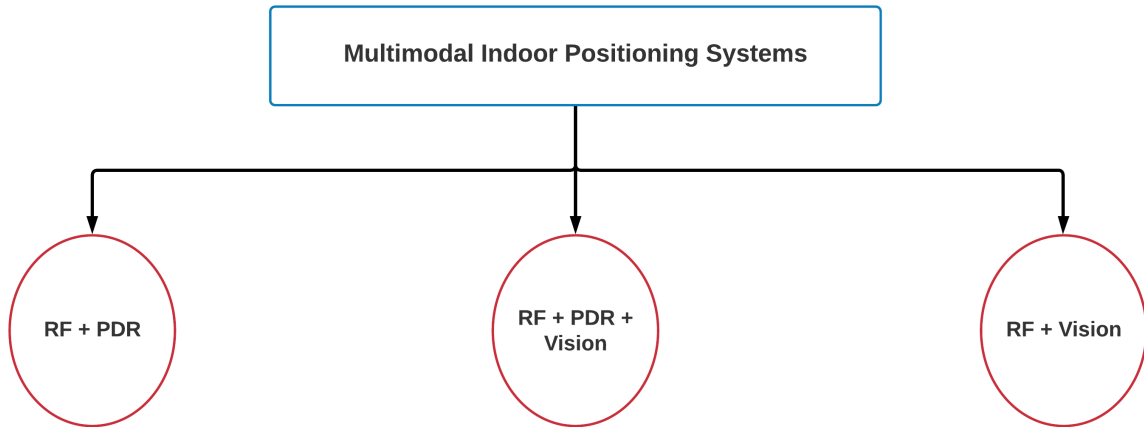 Multimodal Indoor Positioning Systems
RF + PDR
RF + PDR +
Vision
RF + Vision